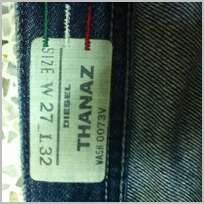 SIZE W 27 L 32
DIESEL
THANAZ
WASH 0073V